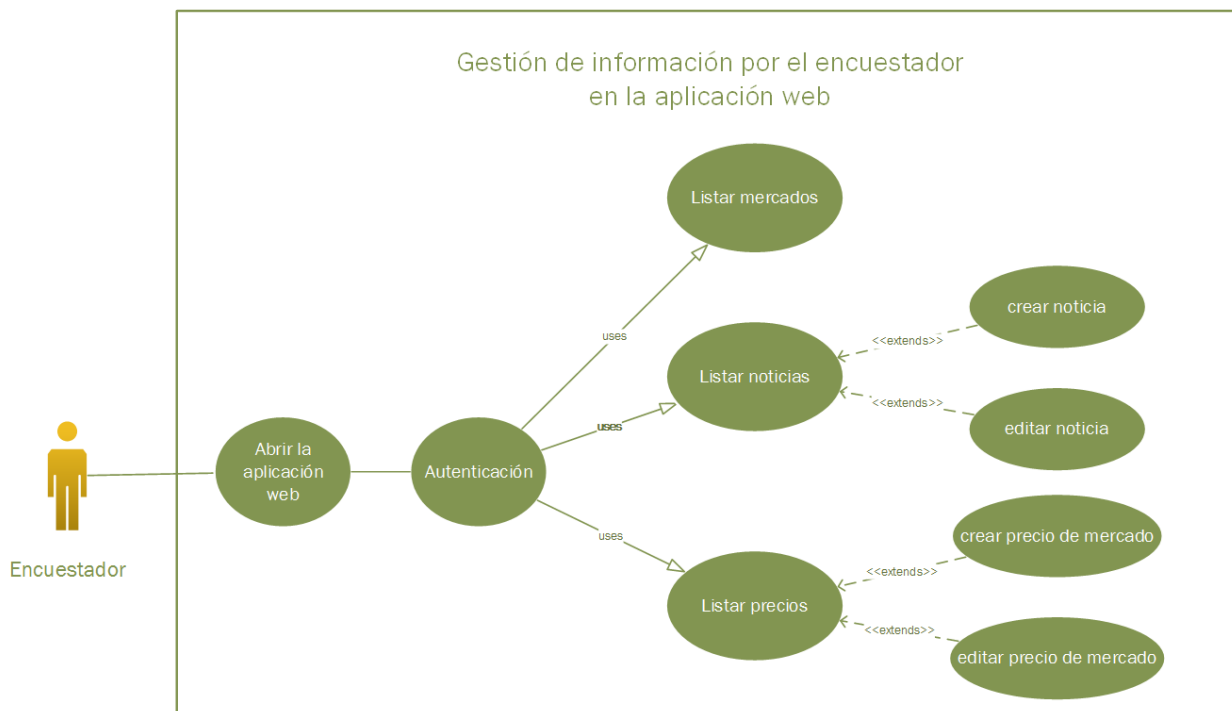 Gestión de información por el encuestador
en la aplicación web
Listar mercados
uses
crear noticia
<<extends>>
Listar noticias
<<extends>>
editar noticia
uses
Abrir la
aplicación
web
Autenticación
uses
crear precio de mercado
<<extends>>
Listar precios
<<extends>>
editar precio de mercado
Encuestador